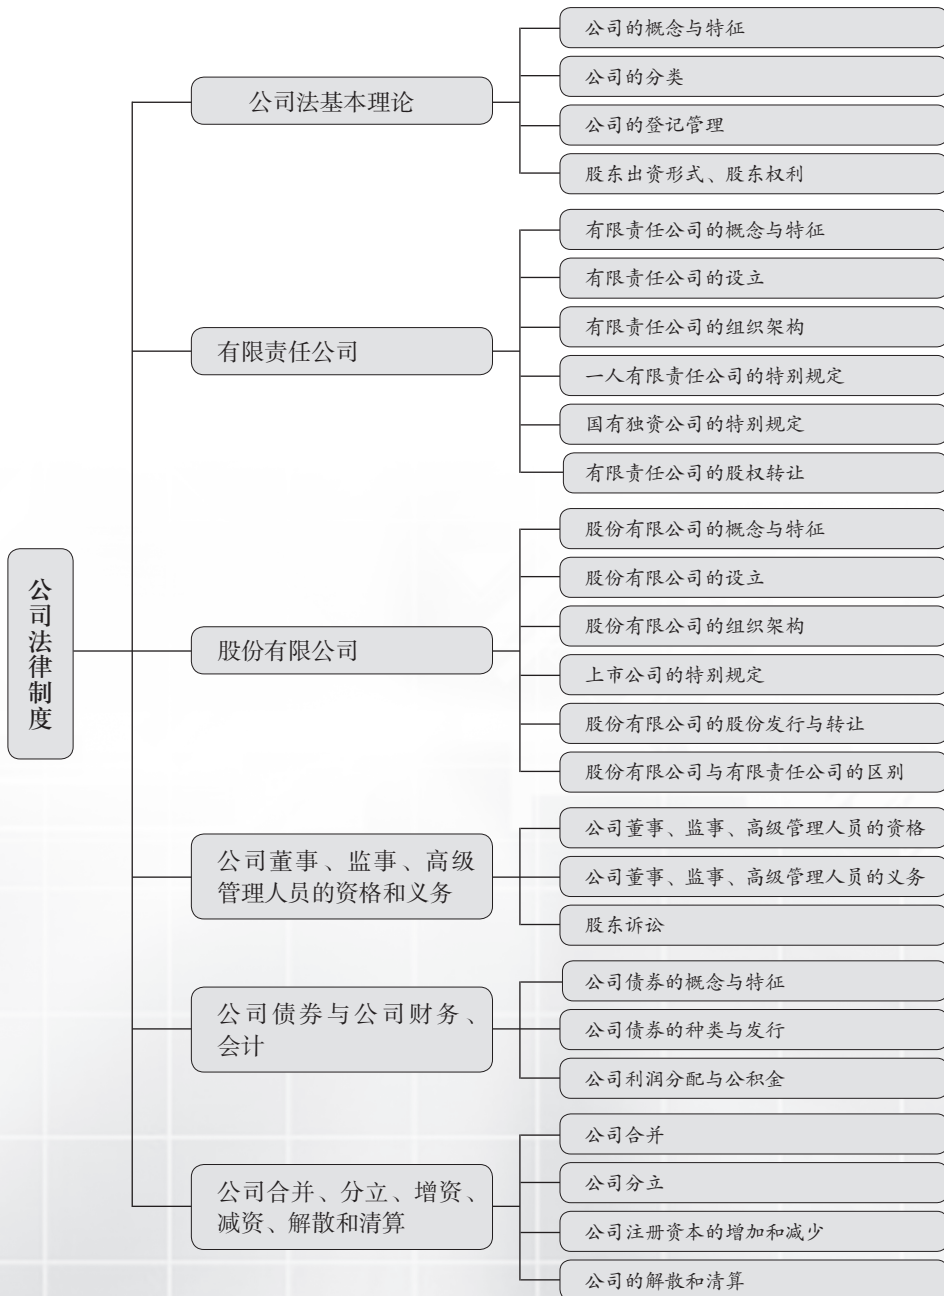 公司法律制度
公司法基本理论
公司的概念与特征
公司的分类
公司的登记管理
股东出资形式、股东权利
有限责任公司
有限责任公司的概念与特征
有限责任公司的设立
有限责任公司的组织架构
一人有限责任公司的特别规定
国有独资公司的特别规定
有限责任公司的股权转让
股份有限公司
股份有限公司的概念与特征
股份有限公司的设立
股份有限公司的组织架构
上市公司的特别规定
股份有限公司的股份发行与转让
股份有限公司与有限责任公司的区别
公司董事、监事、高级
管理人员的资格和义务
公司董事、监事、高级管理人员的资格
公司董事、监事、高级管理人员的义务
股东诉讼
公司债券与公司财务、
会计
公司债券的概念与特征
公司债券的种类与发行
公司利润分配与公积金
公司合并、分立、增资、
减资、解散和清算
公司合并
公司分立
公司注册资本的增加和减少
公司的解散和清算